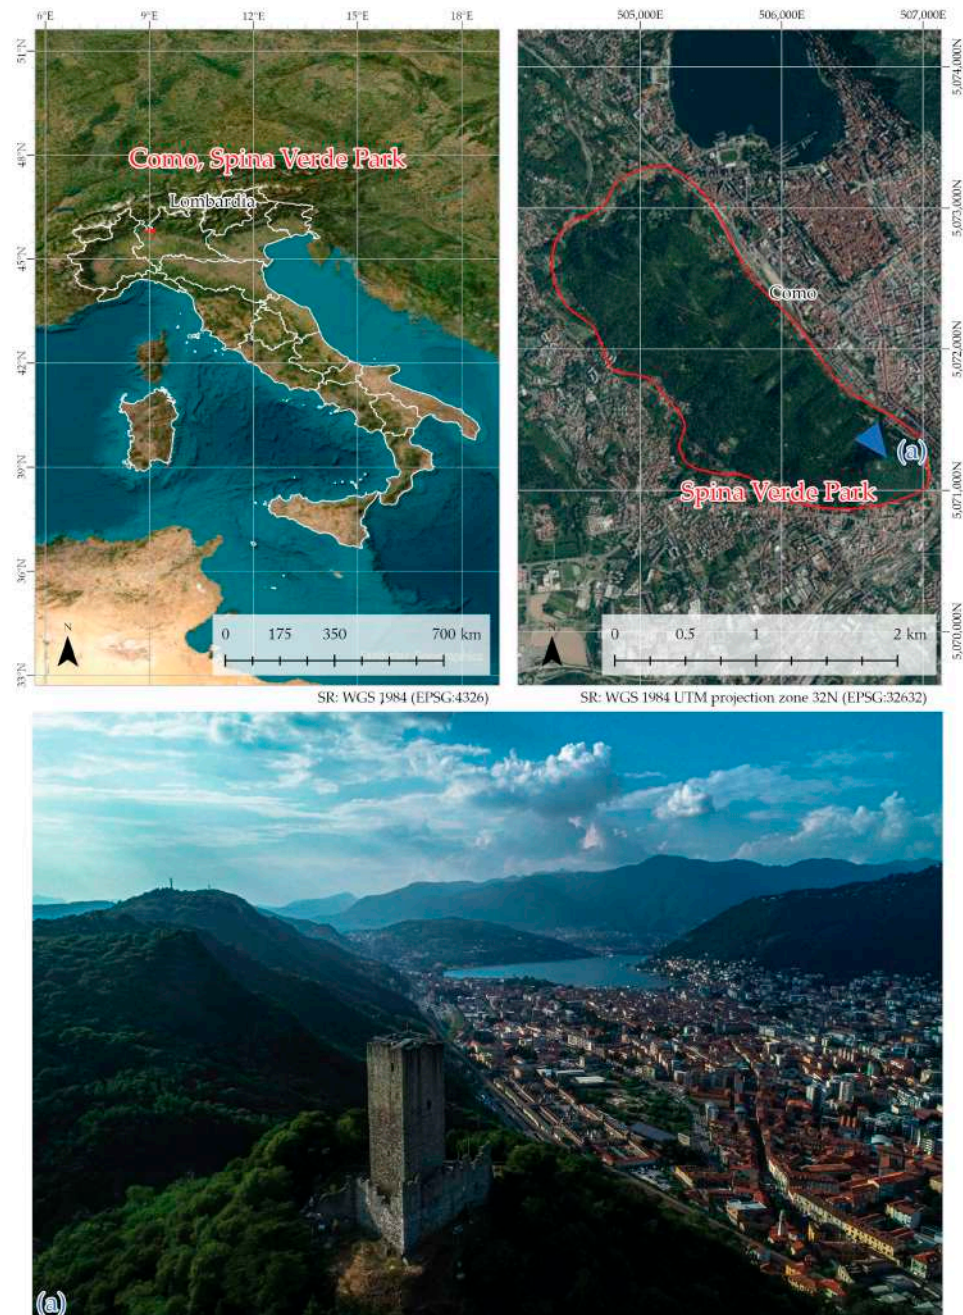 6°E 9°E 12°E 15°E 18°E
505,000E 506,000E 507,000E
51°N
48°N
45°N
42°N
39°N
36°N
33°N
Como, Spina Verde Park
Lombardia
N
0 175 350 700 km
SR: WGS 1984 (EPSG:4326)
5,074,000N
5,073,000N
5,072,000N
5,071,000N
5,070,000N
Como
(a)
Spina Verde Park
N
0 0.5 1 2 km
SR: WGS 1984 UTM projection zone 32N (EPSG:32632)
(a)